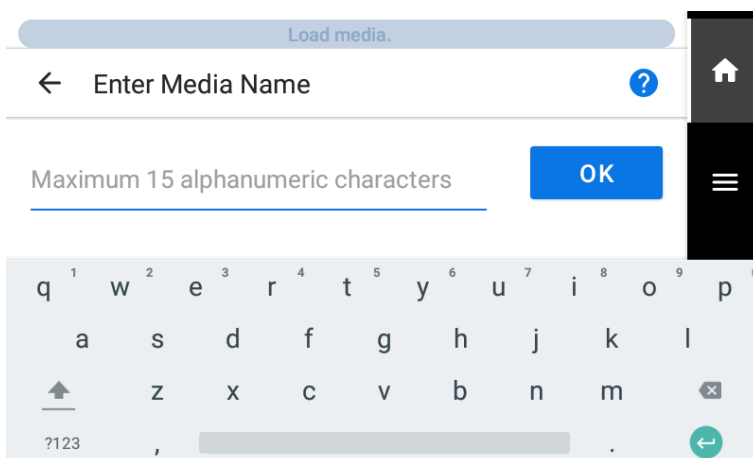 Load media.
Enter Media Name
?
Maximum 15 alphanumeric characters
OK
q 1 w 2 e 3 r 4 t 5 y 6 u 7 i 8 o 9 p
a s d f g h j k l
z x c v b n m
?123 , .